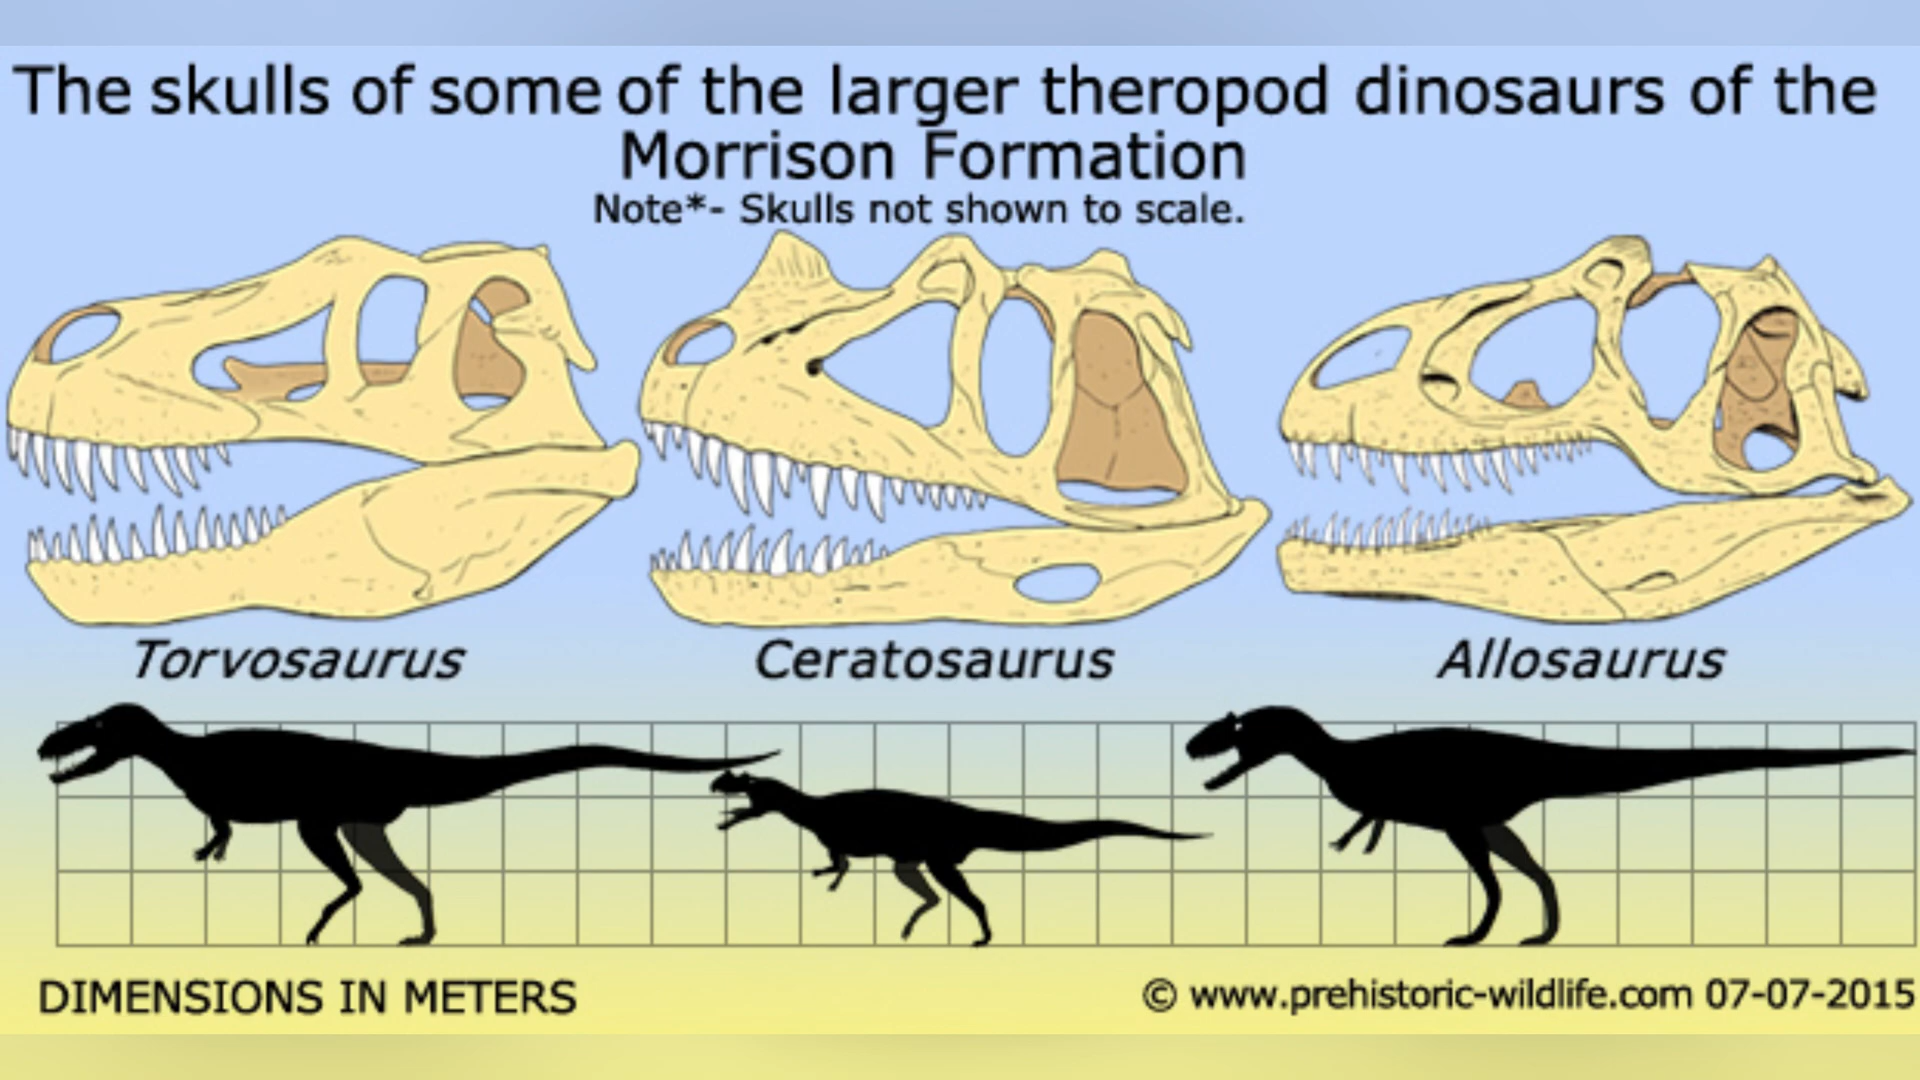 The skulls of some of the larger theropod dinosaurs of the
Morrison Formation
Note*- Skulls not shown to scale.
Torvosaurus
Ceratosaurus
Allosaurus
DIMENSIONS IN METERS
© www.prehistoric-wildlife.com 07-07-2015